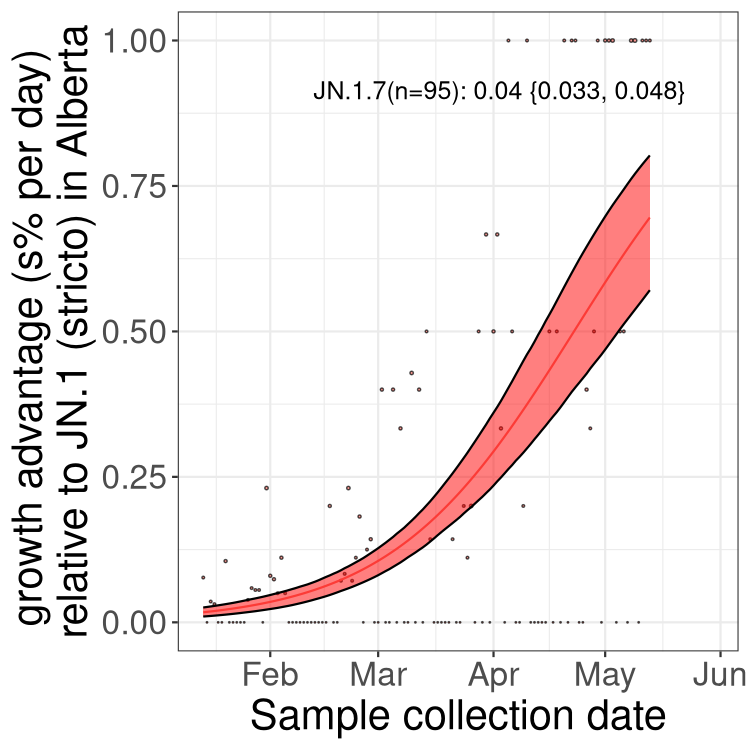 growth advantage (s% per day)
relative to JN.1 (stricto) in Alberta
1.00
0.75
0.50
0.25
0.00
JN.1.7(n=95): 0.04 {0.033, 0.048}
Feb Mar Apr May Jun
Sample collection date